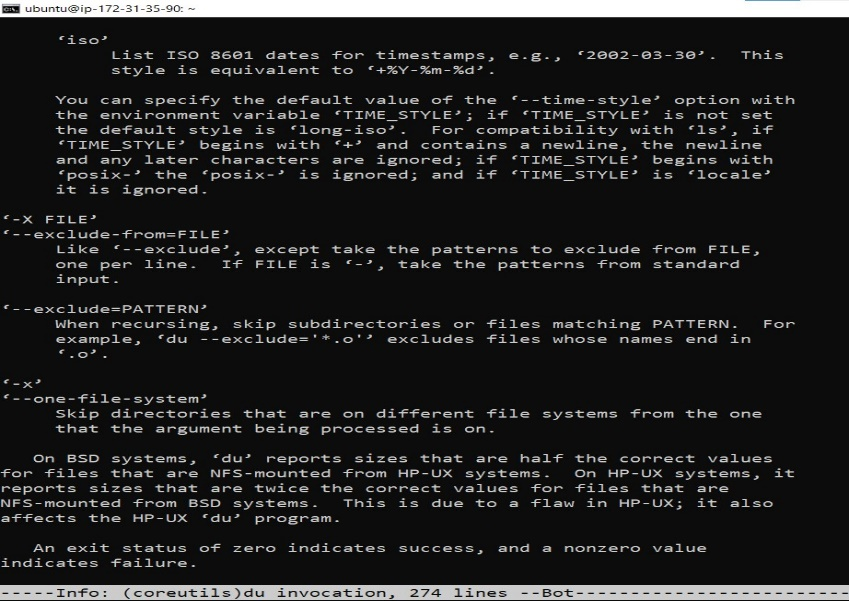 ubuntu@ip-172-31-35-90: ~
‘iso’
List ISO 8601 dates for timestamps, e.g., ‘2002-03-30’.  This
style is equivalent to ‘+%Y-%m-%d’.
You can specify the default value of the ‘--time-style’ option with
the environment variable ‘TIME_STYLE’; if ‘TIME_STYLE’ is not set
the default style is ‘long-iso’.  For compatibility with ‘ls’, if
‘TIME_STYLE’ begins with ‘+’ and contains a newline, the newline
and any later characters are ignored; if ‘TIME_STYLE’ begins with
‘posix-’ the ‘posix-’ is ignored; and if ‘TIME_STYLE’ is ‘locale’
it is ignored.
‘-X FILE’
‘--exclude-from=FILE’
Like ‘--exclude’, except take the patterns to exclude from FILE,
one per line.  If FILE is ‘-’, take the patterns from standard
input.
‘--exclude=PATTERN’
When recursing, skip subdirectories or files matching PATTERN.  For
example, ‘du --exclude='*.o'’ excludes files whose names end in
‘.o’.
‘-x’
‘--one-file-system’
Skip directories that are on different file systems from the one
that the argument being processed is on.
On BSD systems, ‘du’ reports sizes that are half the correct values
for files that are NFS-mounted from HP-UX systems.  On HP-UX systems, it
reports sizes that are twice the correct values for files that are
NFS-mounted from BSD systems.  This is due to a flaw in HP-UX; it also
affects the HP-UX ‘du’ program.
An exit status of zero indicates success, and a nonzero value
indicates failure.
-----Info: (coreutils)du invocation, 274 lines --Bot-------------------------